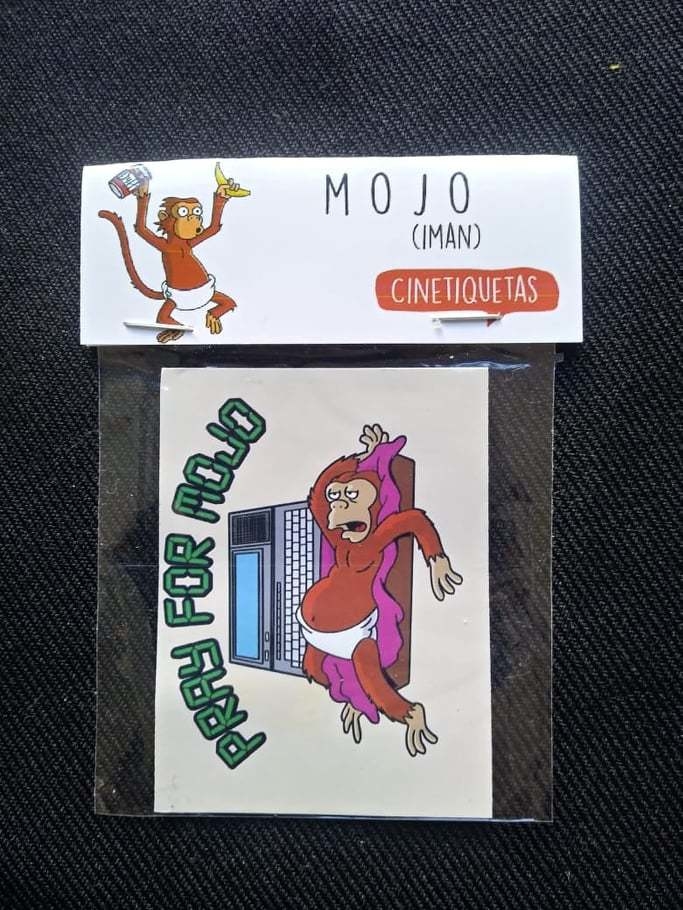 MOJO
(IMAN)
CINETIQUETAS
PRAY FOR MOJO